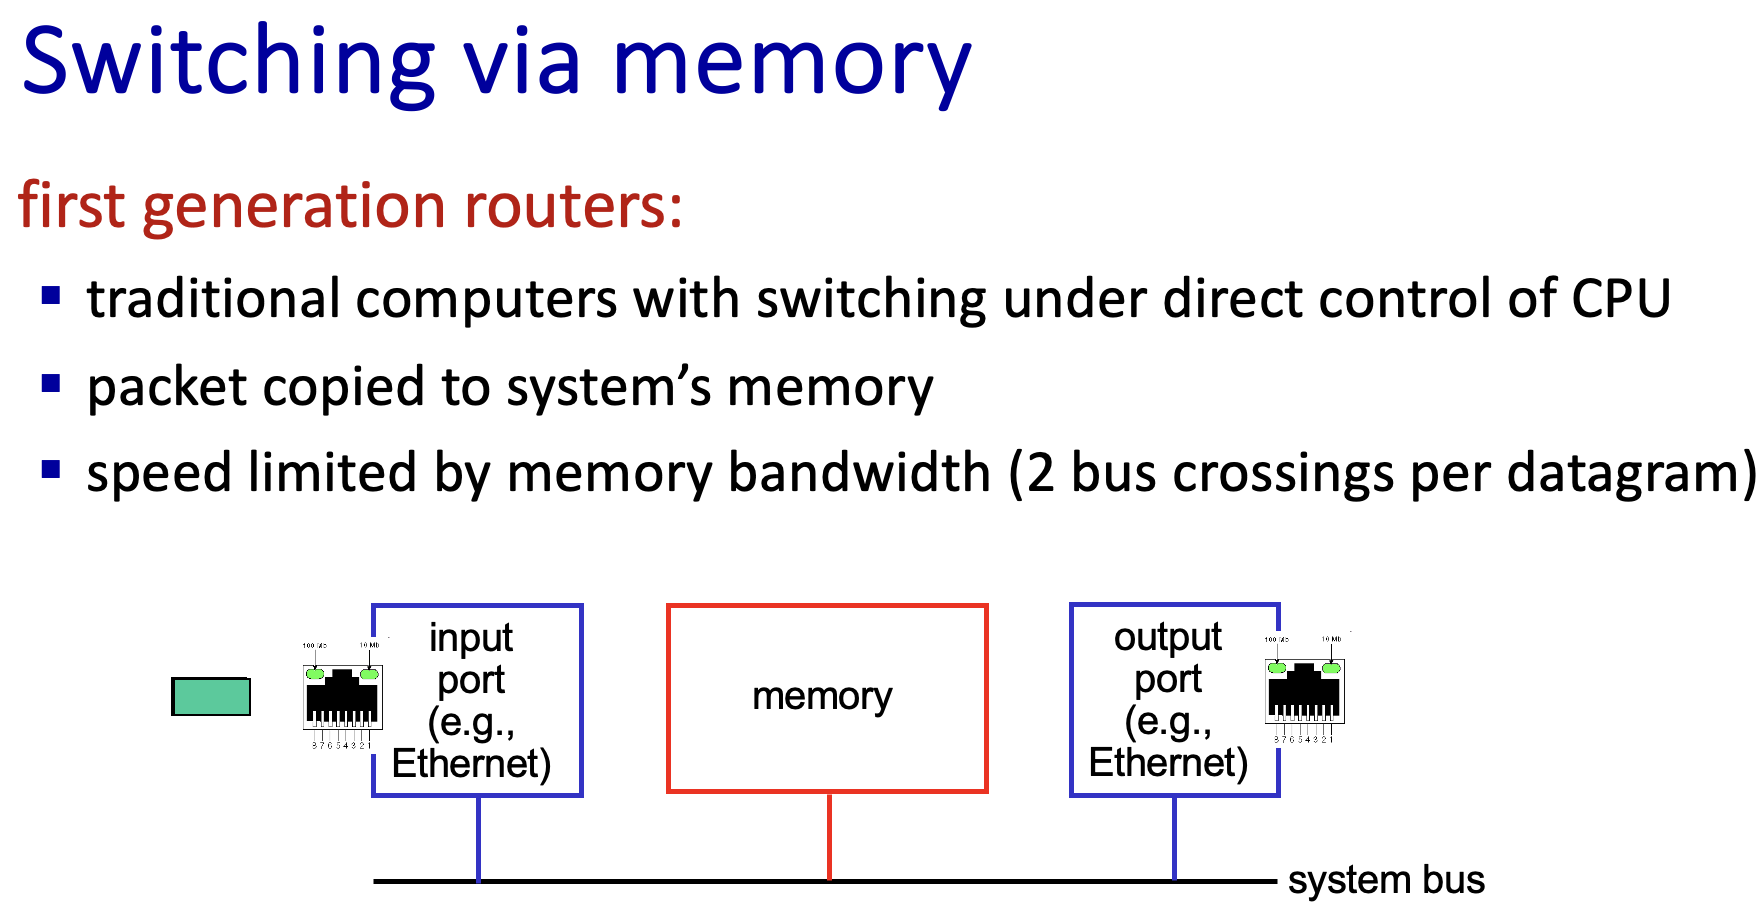 Switching via memory
first generation routers:
▪ traditional computers with switching under direct control of CPU
▪ packet copied to system’s memory
▪ speed limited by memory bandwidth (2 bus crossings per datagram)
100 Mb 10 Mb
input
port
(e.g.,
Ethernet)
8 7 6 5 4 3 2 1
memory
output
port
(e.g.,
Ethernet)
100 Mb 10 Mb
8 7 6 5 4 3 2 1
system bus